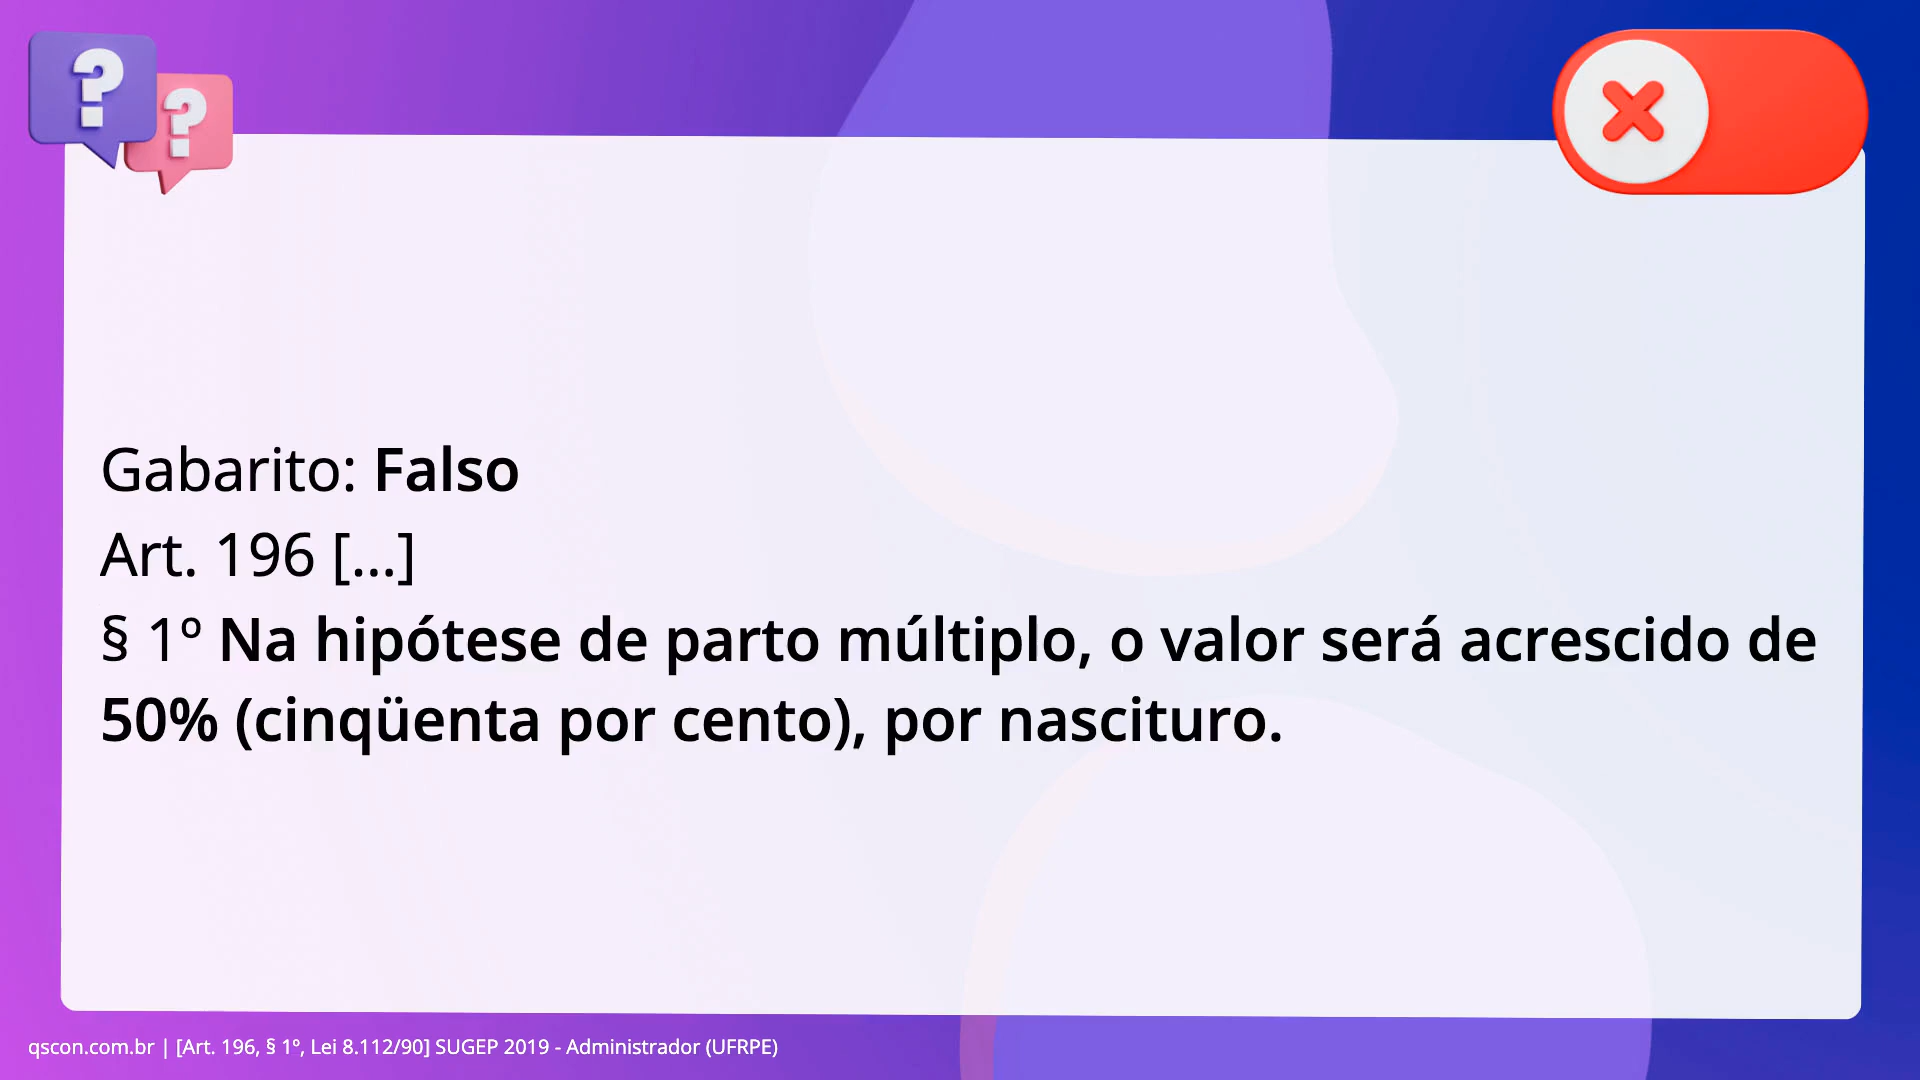 Gabarito: Falso
Art. 196 [...]
§ 1º Na hipótese de parto múltiplo, o valor será acrescido de
50% (cinqüenta por cento), por nascituro.
qscon.com.br | [Art. 196, § 1º, Lei 8.112/90] SUGEP 2019 - Administrador (UFRPE)